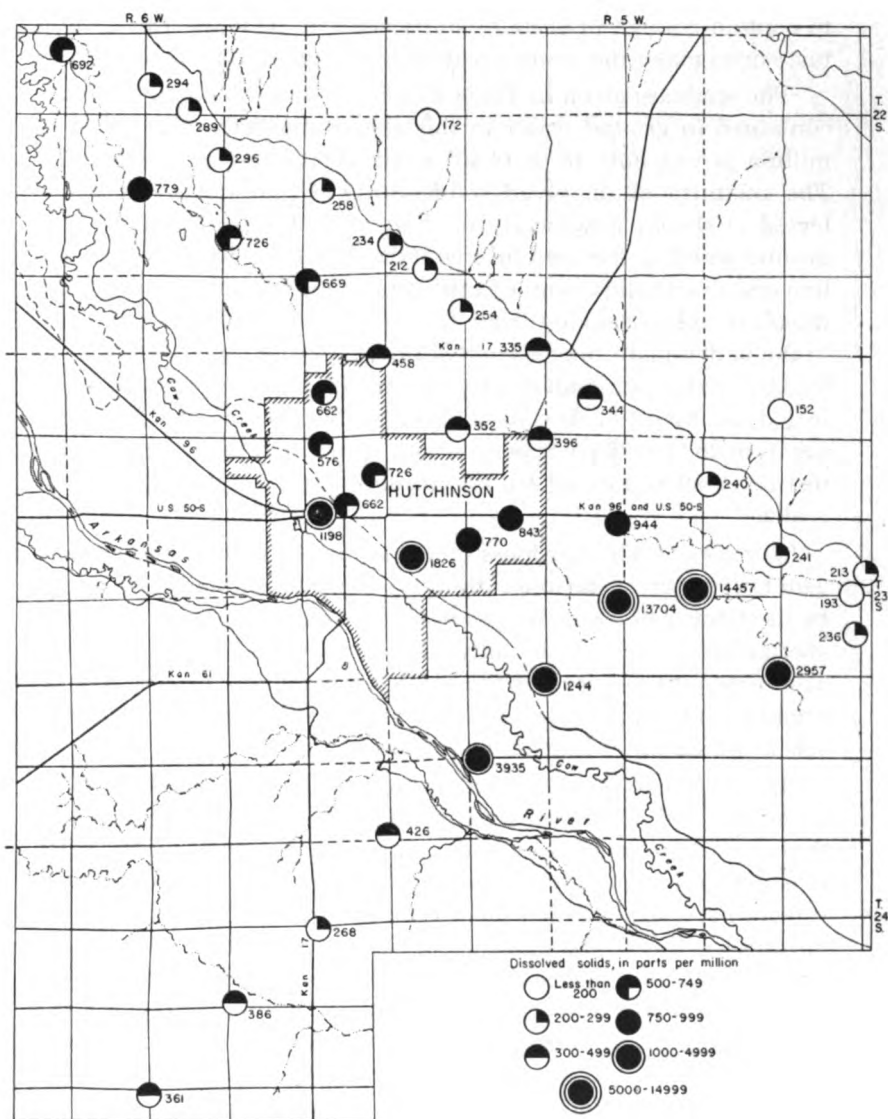 R. 6 W.
R. 5 W.
692
294
T. 22 S.
289
172
296
779
258
726
234
212
669
254
Kan 17
335
458
662
344
152
Cow Creek
352
396
Kan 96
576
726
240
HUTCHINSON
662
U.S. 50-S
Kan 96 and U.S. 50-S
1198
843
944
Arkansas
770
1826
241
213
T. 23 S.
14457
193
13704
236
Kan 61
1244
2957
3935
Cow
River
426
Creek
T. 24 S.
268
Kan 17
Dissolved solids, in parts per million
Less than 200
500-749
200-299
750-999
386
300-499
1000-4999
5000-14999
361